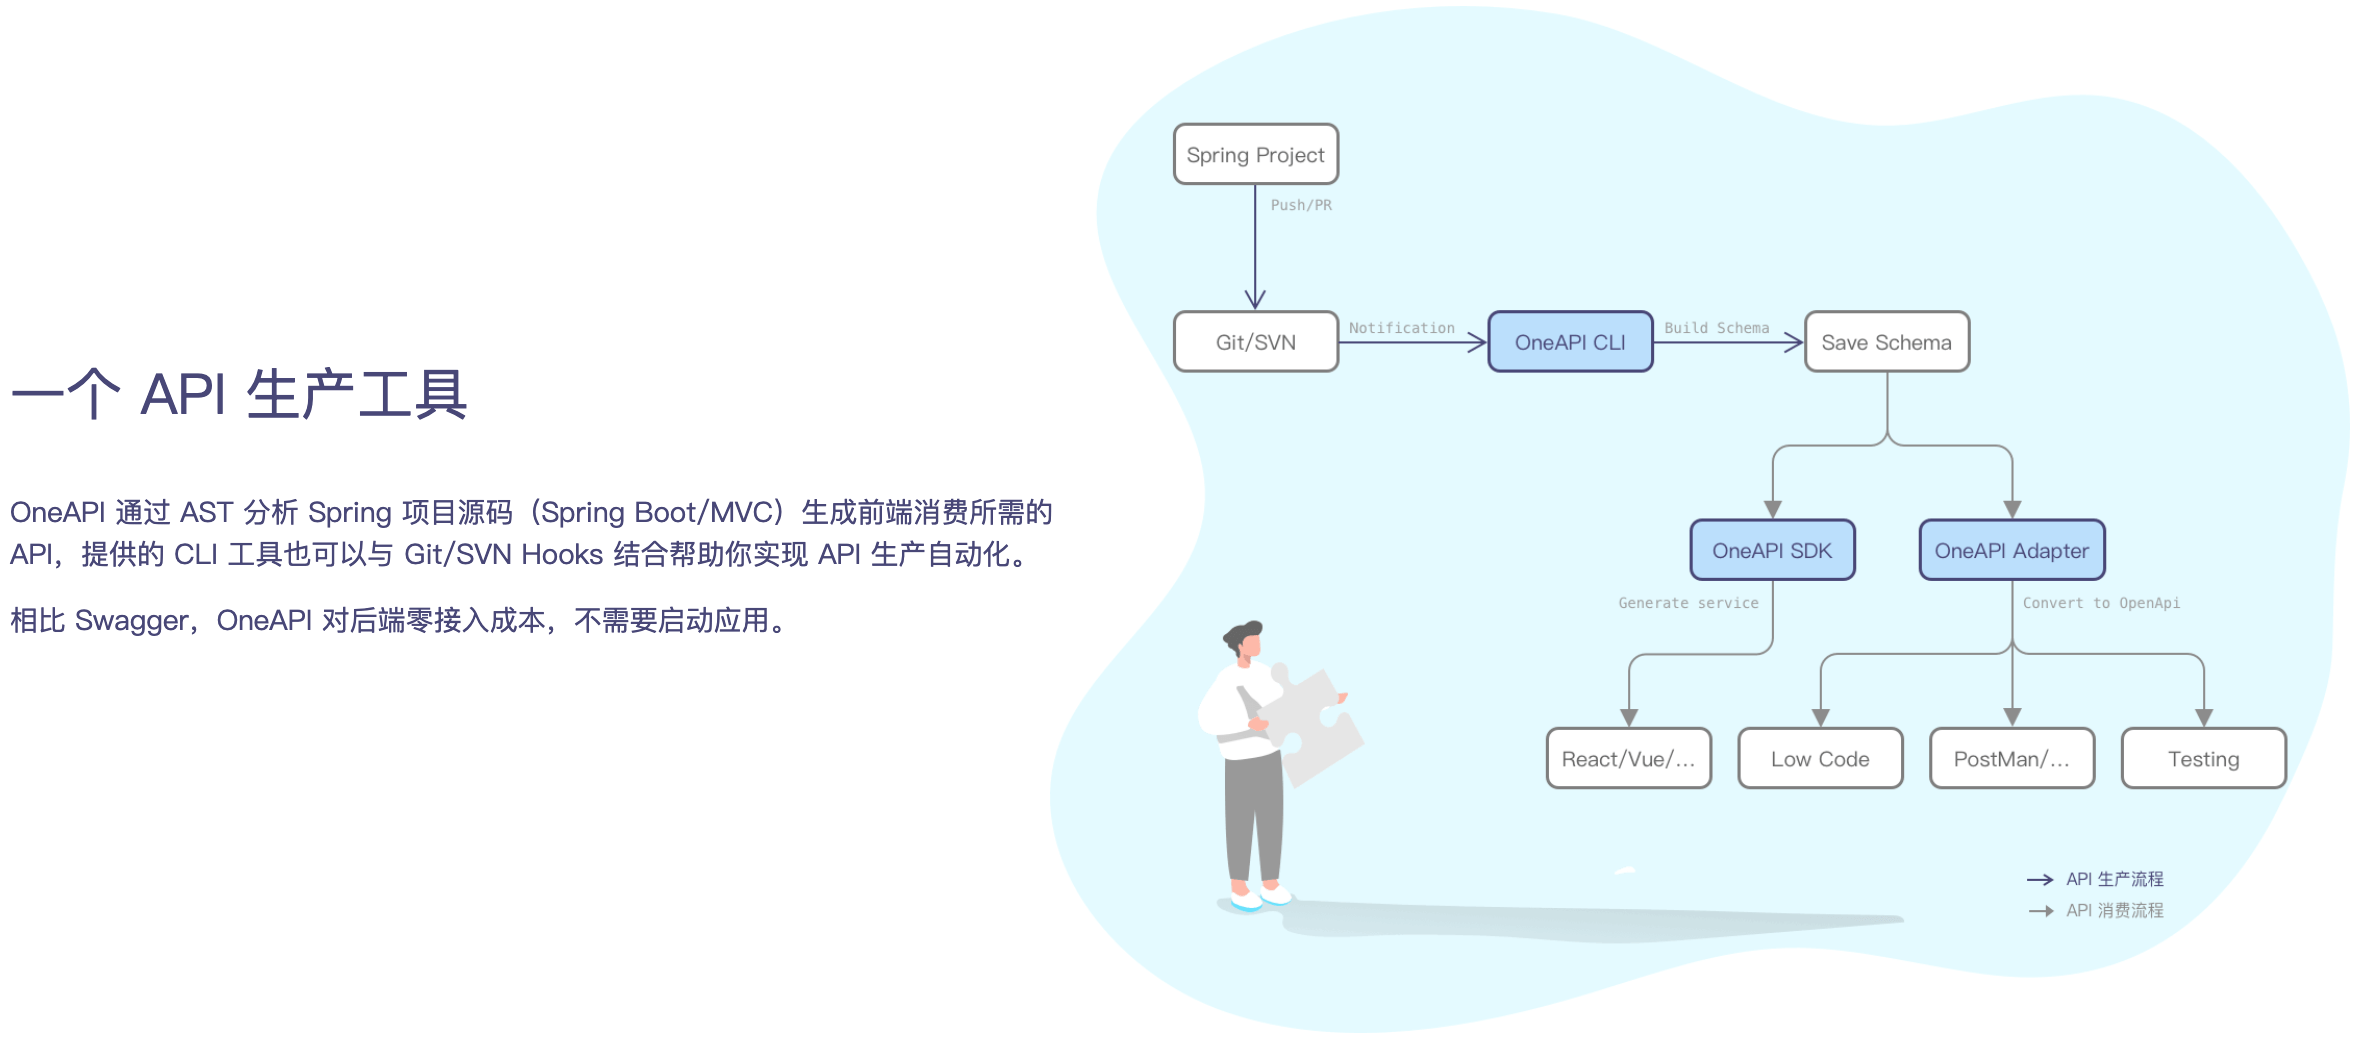 一个 API 生产工具
OneAPI 通过 AST 分析 Spring 项目源码（Spring Boot/MVC）生成前端消费所需的
API，提供的 CLI 工具也可以与 Git/SVN Hooks 结合帮助你实现 API 生产自动化。
相比 Swagger，OneAPI 对后端零接入成本，不需要启动应用。
Spring Project
Push/PR
Git/SVN
Notification
OneAPI CLI
Build Schema
Save Schema
OneAPI SDK
OneAPI Adapter
Generate service
Convert to OpenApi
React/Vue/...
Low Code
PostMan/...
Testing
API 生产流程
API 消费流程